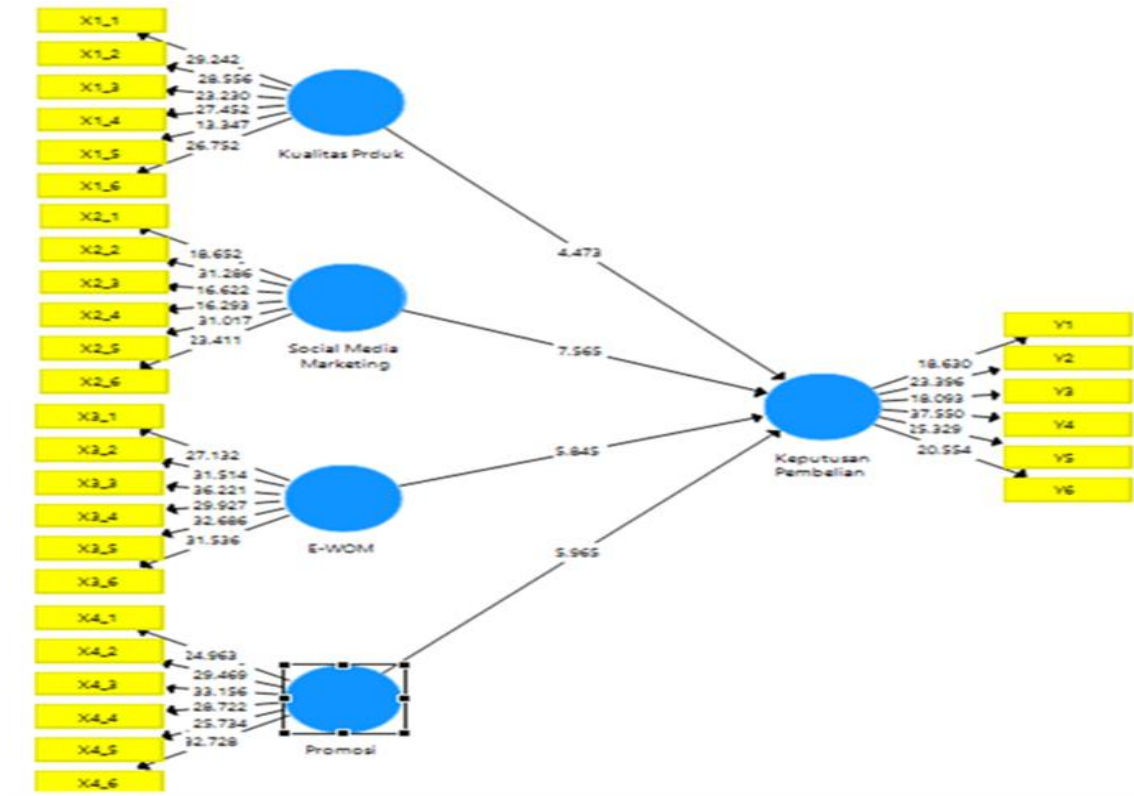 X1_1
X1_2
X1_3
X1_4
X1_5
X1_6
29.242
28.556
23.230
27.452
13.347
26.752
Kualitas Prduk
X2_1
X2_2
X2_3
X2_4
X2_5
X2_6
18.652
31.286
16.622
16.293
31.017
23.411
Social Media
Marketing
X3_1
X3_2
X3_3
X3_4
X3_5
X3_6
27.132
31.514
36.221
29.927
32.686
31.536
E-WOM
X4_1
X4_2
X4_3
X4_4
X4_5
X4_6
24.963
29.469
33.156
28.722
25.734
32.728
Promosi
4.473
7.565
5.845
5.965
Keputusan
Pembelian
18.630
23.396
18.093
37.550
25.329
20.554
Y1
Y2
Y3
Y4
Y5
Y6